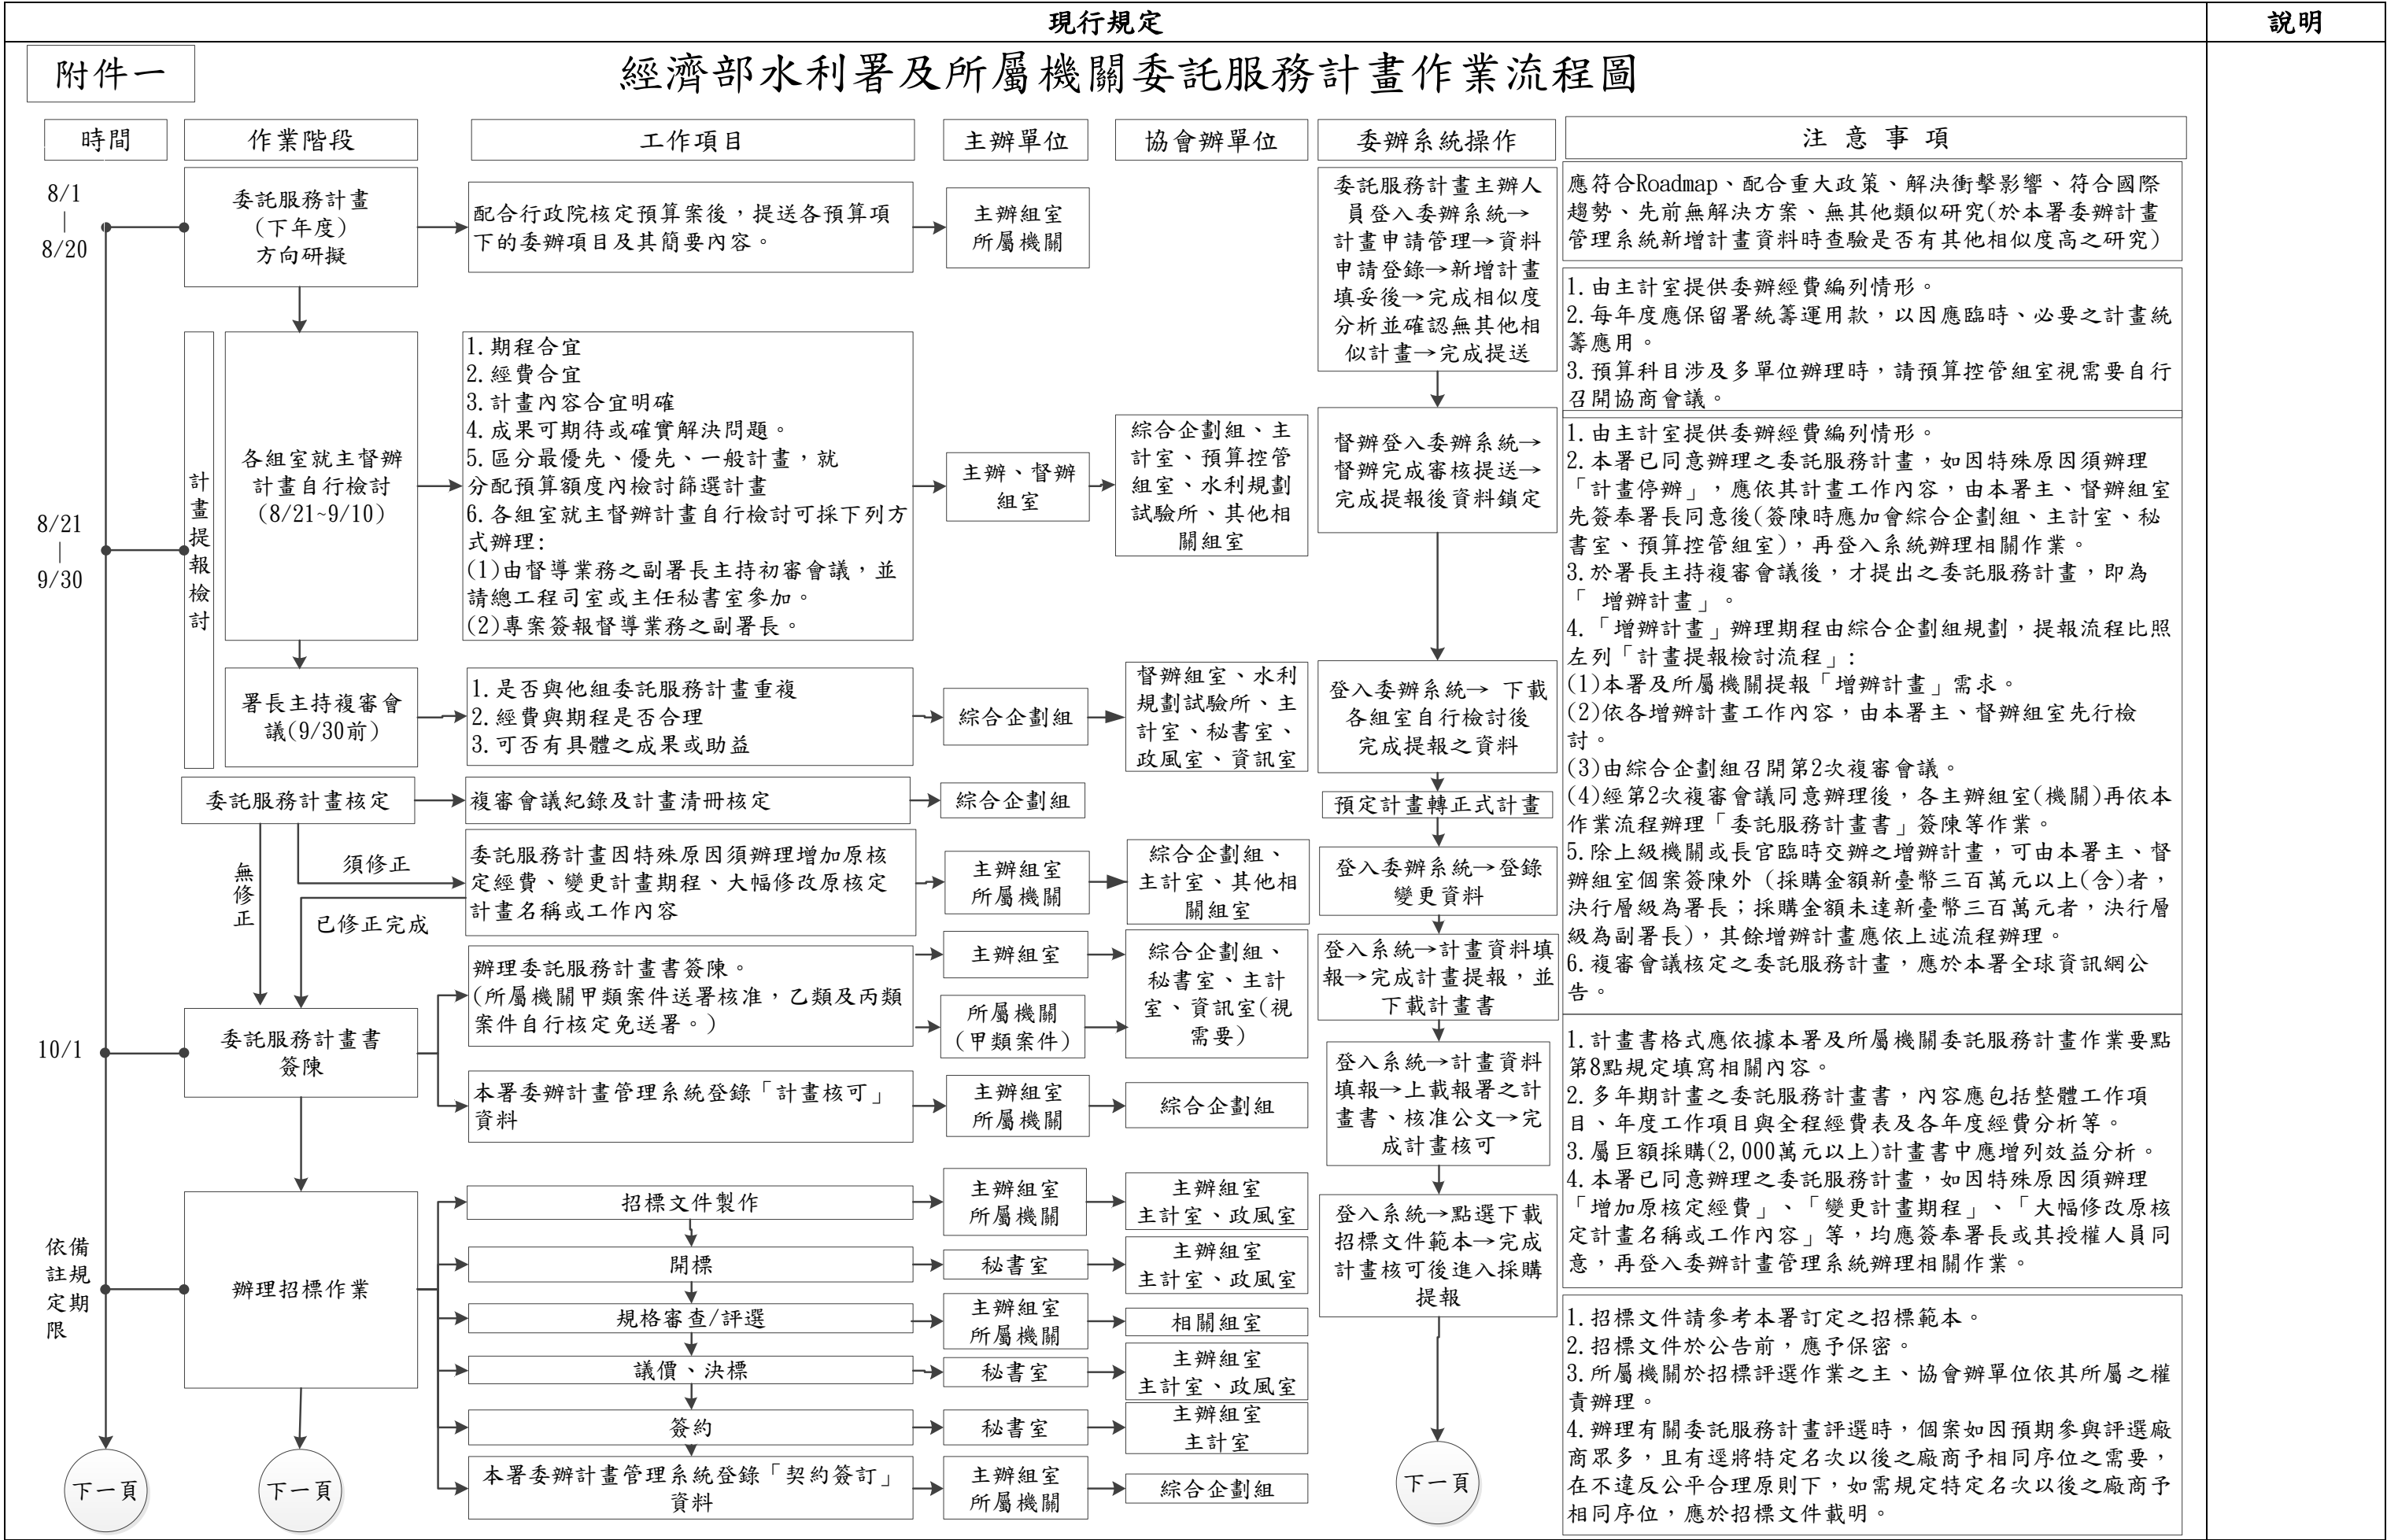 現行規定
說明
附件一
經濟部水利署及所屬機關委託服務計畫作業流程圖
時間
作業階段
工作項目
主辦單位
協會辦單位
委辦系統操作
注意事項
8/1
|
8/20
委託服務計畫
(下年度)
方向研擬
配合行政院核定預算案後，提送各預算項
下的委辦項目及其簡要內容。
主辦組室
所屬機關
委託服務計畫主辦人
員登入委辦系統→
計畫申請管理→資料
申請登錄→新增計畫
填妥後→完成相似度
分析並確認無其他相
似計畫→完成提送
應符合Roadmap、配合重大政策、解決衝擊影響、符合國際
趨勢、先前無解決方案、無其他類似研究(於本署委辦計畫
管理系統新增計畫資料時查驗是否有其他相似度高之研究)
1.由主計室提供委辦經費編列情形。
2.每年度應保留署統籌運用款，以因應臨時、必要之計畫統
籌應用。
3.預算科目涉及多單位辦理時，請預算控管組室視需要自行
召開協商會議。
8/21
|
9/30
計
畫
提
報
檢
討
各組室就主督辦
計畫自行檢討
(8/21~9/10)
1.期程合宜
2.經費合宜
3.計畫內容合宜明確
4.成果可期待或確實解決問題。
5.區分最優先、優先、一般計畫，就
分配預算額度內檢討篩選計畫
6.各組室就主督辦計畫自行檢討可採下列方
式辦理:
(1)由督導業務之副署長主持初審會議，並
請總工程司室或主任秘書室參加。
(2)專案簽報督導業務之副署長。
主辦、督辦
組室
綜合企劃組、主
計室、預算控管
組室、水利規劃
試驗所、其他相
關組室
督辦登入委辦系統→
督辦完成審核提送→
完成提報後資料鎖定
1.由主計室提供委辦經費編列情形。
2.本署已同意辦理之委託服務計畫，如因特殊原因須辦理
「計畫停辦」，應依其計畫工作內容，由本署主、督辦組室
先簽奉署長同意後(簽陳時應加會綜合企劃組、主計室、秘
書室、預算控管組室)，再登入系統辦理相關作業。
3.於署長主持複審會議後，才提出之委託服務計畫，即為
「 增辦計畫」。
4.「增辦計畫」辦理期程由綜合企劃組規劃，提報流程比照
左列「計畫提報檢討流程」:
(1)本署及所屬機關提報「增辦計畫」需求。
(2)依各增辦計畫工作內容，由本署主、督辦組室先行檢
討。
(3)由綜合企劃組召開第2次複審會議。
(4)經第2次複審會議同意辦理後，各主辦組室(機關)再依本
作業流程辦理「委託服務計畫書」簽陳等作業。
5.除上級機關或長官臨時交辦之增辦計畫，可由本署主、督
辦組室個案簽陳外 (採購金額新臺幣三百萬元以上(含)者，
決行層級為署長；採購金額未達新臺幣三百萬元者，決行層
級為副署長)，其餘增辦計畫應依上述流程辦理。
6.複審會議核定之委託服務計畫，應於本署全球資訊網公
告。
署長主持複審會
議(9/30前)
1.是否與他組委託服務計畫重複
2.經費與期程是否合理
3.可否有具體之成果或助益
綜合企劃組
督辦組室、水利
規劃試驗所、主
計室、秘書室、
政風室、資訊室
登入委辦系統→ 下載
各組室自行檢討後
完成提報之資料
委託服務計畫核定
複審會議紀錄及計畫清冊核定
綜合企劃組
預定計畫轉正式計畫
無
修
正
須修正
已修正完成
委託服務計畫因特殊原因須辦理增加原核
定經費、變更計畫期程、大幅修改原核定
計畫名稱或工作內容
主辦組室
所屬機關
綜合企劃組、
主計室、其他相
關組室
登入委辦系統→登錄
變更資料
10/1
委託服務計畫書
簽陳
辦理委託服務計畫書簽陳。
(所屬機關甲類案件送署核准，乙類及丙類
案件自行核定免送署。)
主辦組室
所屬機關
(甲類案件)
綜合企劃組、
秘書室、主計
室、資訊室(視
需要)
登入系統→計畫資料填
報→完成計畫提報，並
下載計畫書
本署委辦計畫管理系統登錄「計畫核可」
資料
主辦組室
所屬機關
綜合企劃組
登入系統→計畫資料
填報→上載報署之計
畫書、核准公文→完
成計畫核可
1.計畫書格式應依據本署及所屬機關委託服務計畫作業要點
第8點規定填寫相關內容。
2.多年期計畫之委託服務計畫書，內容應包括整體工作項
目、年度工作項目與全程經費表及各年度經費分析等。
3.屬巨額採購(2,000萬元以上)計畫書中應增列效益分析。
4.本署已同意辦理之委託服務計畫，如因特殊原因須辦理
「增加原核定經費」、「變更計畫期程」、「大幅修改原核
定計畫名稱或工作內容」等，均應簽奉署長或其授權人員同
意，再登入委辦計畫管理系統辦理相關作業。
依備
註規
定期
限
辦理招標作業
招標文件製作
主辦組室
所屬機關
主辦組室
主計室、政風室
開標
秘書室
主辦組室
主計室、政風室
規格審查/評選
主辦組室
所屬機關
相關組室
議價、決標
秘書室
主辦組室
主計室、政風室
簽約
秘書室
主辦組室
主計室
本署委辦計畫管理系統登錄「契約簽訂」
資料
主辦組室
所屬機關
綜合企劃組
登入系統→點選下載
招標文件範本→完成
計畫核可後進入採購
提報
1.招標文件請參考本署訂定之招標範本。
2.招標文件於公告前，應予保密。
3.所屬機關於招標評選作業之主、協會辦單位依其所屬之權
責辦理。
4.辦理有關委託服務計畫評選時，個案如因預期參與評選廠
商眾多，且有逕將特定名次以後之廠商予相同序位之需要，
在不違反公平合理原則下，如需規定特定名次以後之廠商予
相同序位，應於招標文件載明。
下一頁
下一頁
下一頁